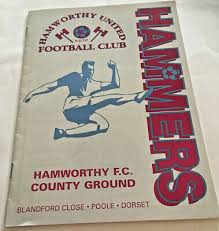 HAMWORTHY UNITED
FOOTBALL CLUB
HAMMERS
HAMWORTHY F.C.
COUNTY GROUND
BLANDFORD CLOSE • POOLE • DORSET